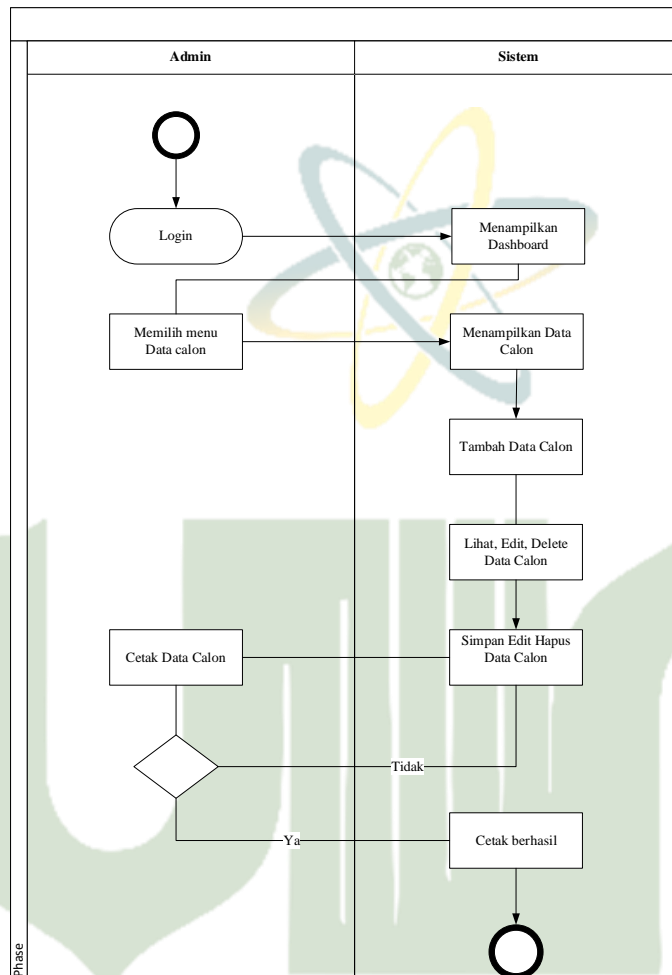 Admin
Sistem
Login
Menampilkan
Dashboard
Memilih menu
Data calon
Menampilkan Data
Calon
Tambah Data Calon
Lihat, Edit, Delete
Data Calon
Cetak Data Calon
Simpan Edit Hapus
Data Calon
Tidak
Ya
Cetak berhasil
Phase